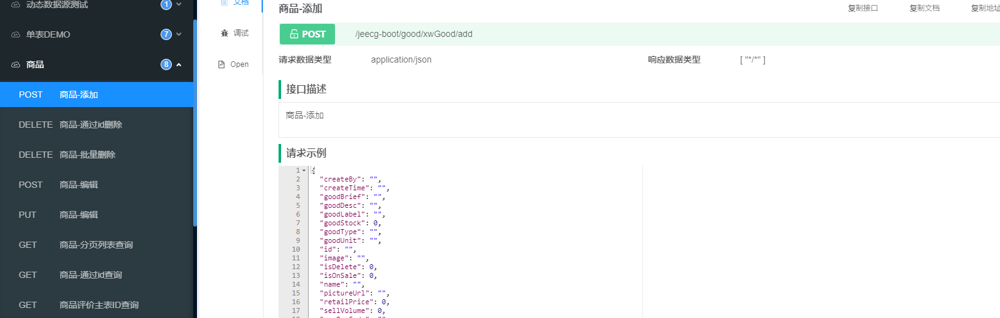 动态数据源测试 1
单表DEMO 7
商品 8
POST 商品-添加
DELETE 商品-通过id删除
DELETE 商品-批量删除
POST 商品-编辑
PUT 商品-编辑
GET 商品-分页列表查询
GET 商品-通过id查询
GET 商品评价主表ID查询
文档
调试
Open
商品-添加 复制接口 复制文档 复制地址
POST /jeecg-boot/good/xwGood/add
请求数据类型 application/json 响应数据类型 [ "*/*" ]
接口描述
商品-添加
请求示例
1 {
2 "createBy": "",
3 "createTime": "",
4 "goodBrief": "",
5 "goodDesc": "",
6 "goodLabel": "",
7 "goodStock": 0,
8 "goodType": "",
9 "goodUnit": "",
10 "id": "",
11 "image": "",
12 "isDelete": 0,
13 "isOnSale": 0,
14 "name": "",
15 "pictureUrl": "",
16 "retailPrice": 0,
17 "sellVolume": 0,